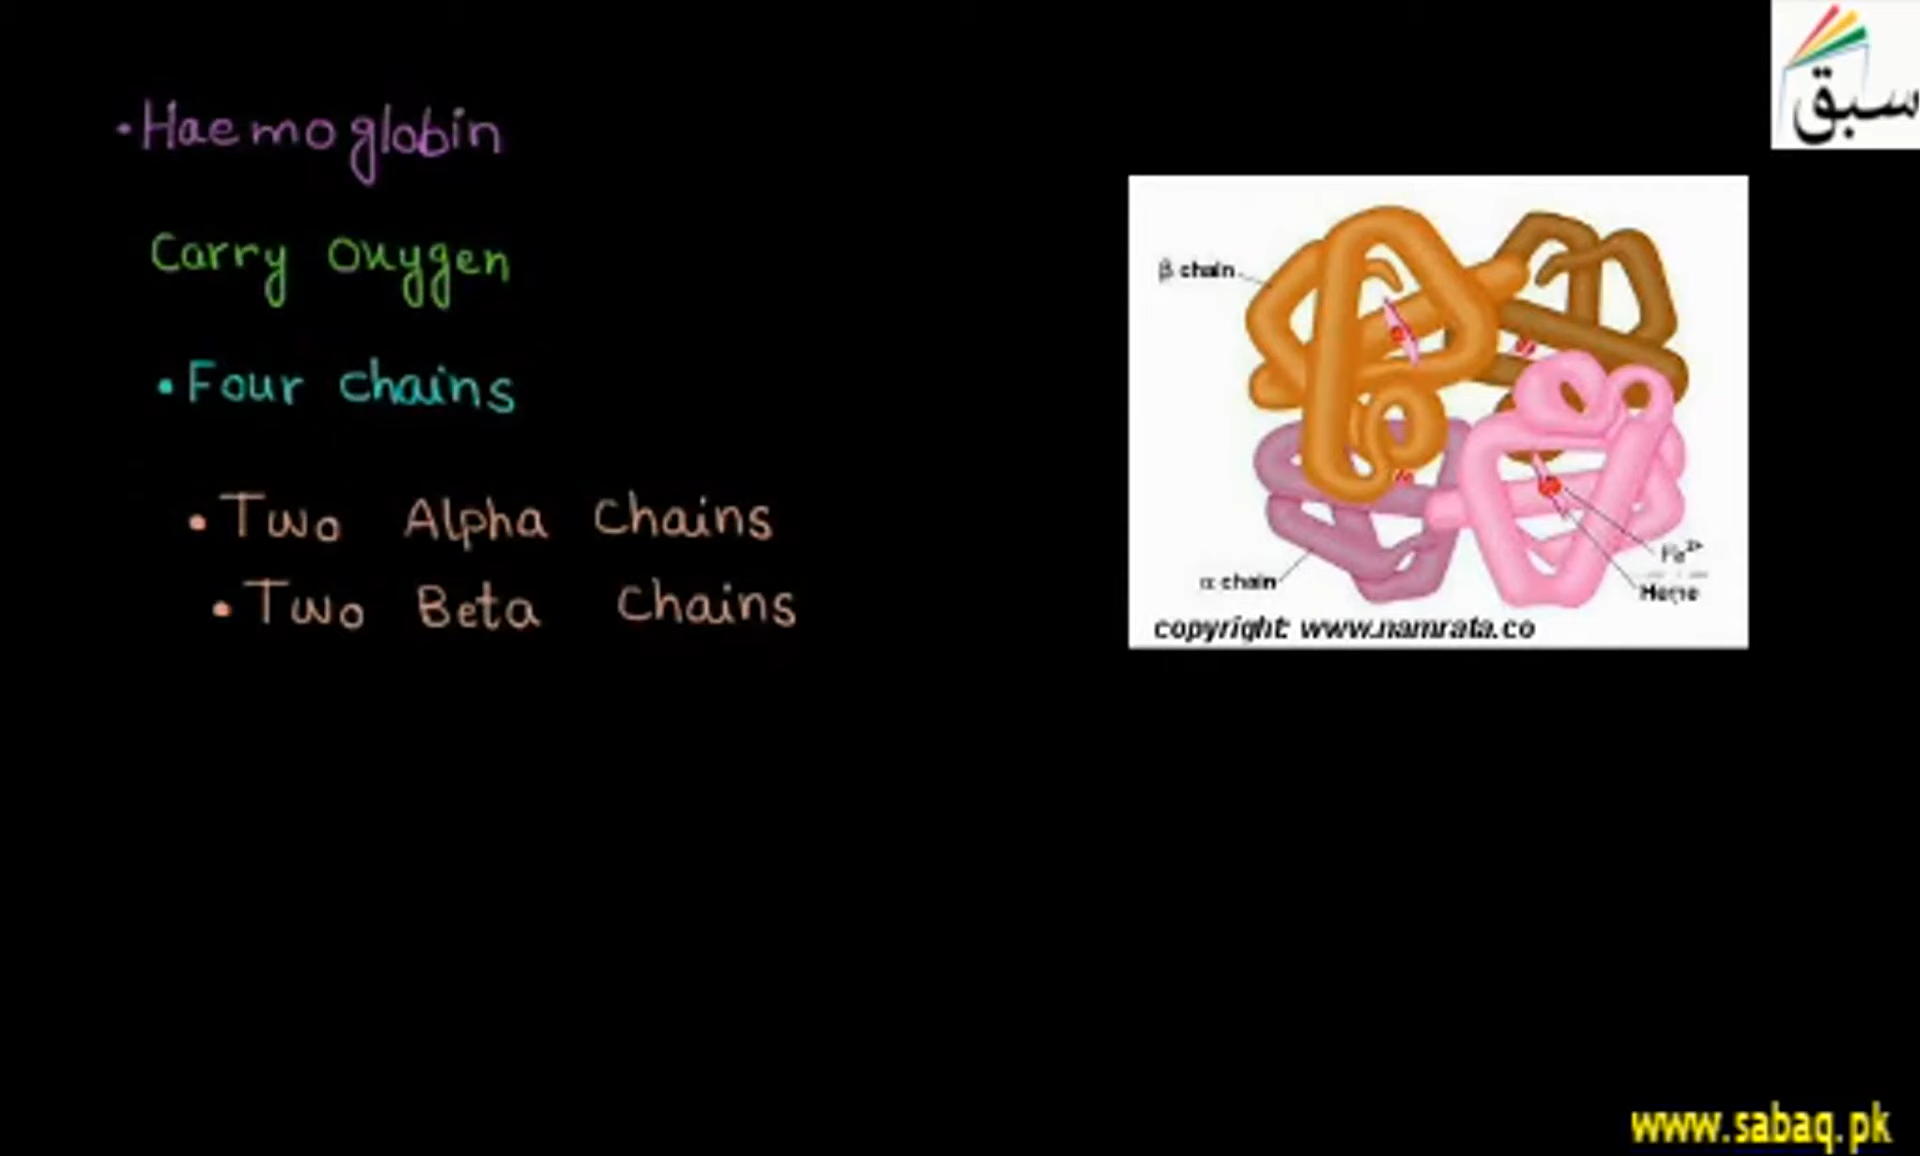 • Haemoglobin
Carry Oxygen
• Four chains
• Two Alpha Chains
• Two Beta Chains
سبق
β chain
α chain
Fe²⁺
Heme
copyright: www.namrata.co
www.sabaq.pk